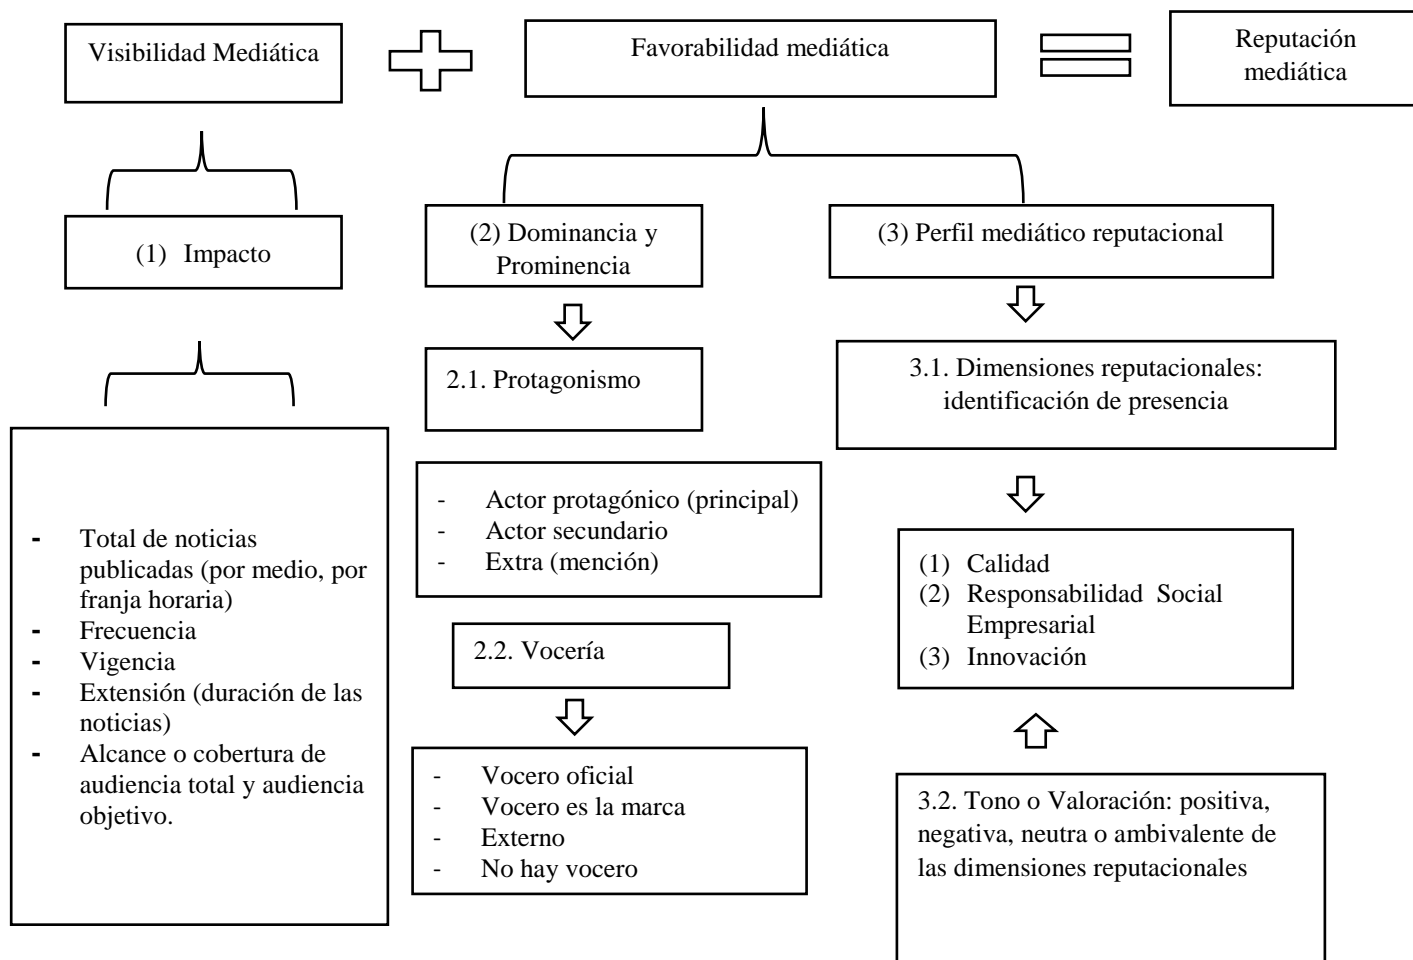 Visibilidad Mediática
Favorabilidad mediática
Reputación
mediática
(1) Impacto
(2) Dominancia y
Prominencia
(3) Perfil mediático reputacional
2.1. Protagonismo
3.1. Dimensiones reputacionales:
identificación de presencia
- Total de noticias
publicadas (por medio, por
franja horaria)
- Frecuencia
- Vigencia
- Extensión (duración de las
noticias)
- Alcance o cobertura de
audiencia total y audiencia
objetivo.
- Actor protagónico (principal)
- Actor secundario
- Extra (mención)
2.2. Vocería
- Vocero oficial
- Vocero es la marca
- Externo
- No hay vocero
(1) Calidad
(2) Responsabilidad Social
Empresarial
(3) Innovación
3.2. Tono o Valoración: positiva,
negativa, neutra o ambivalente de
las dimensiones reputacionales